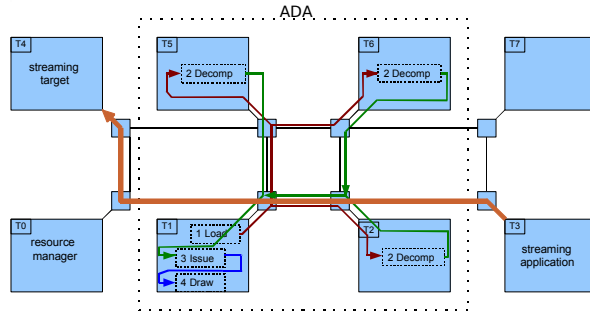 ADA
T4
streaming
target
T5
2 Decomp
T6
2 Decomp
T7
T0
resource
manager
T1
1 Load
3 Issue
4 Draw
T2
2 Decomp
T3
streaming
application